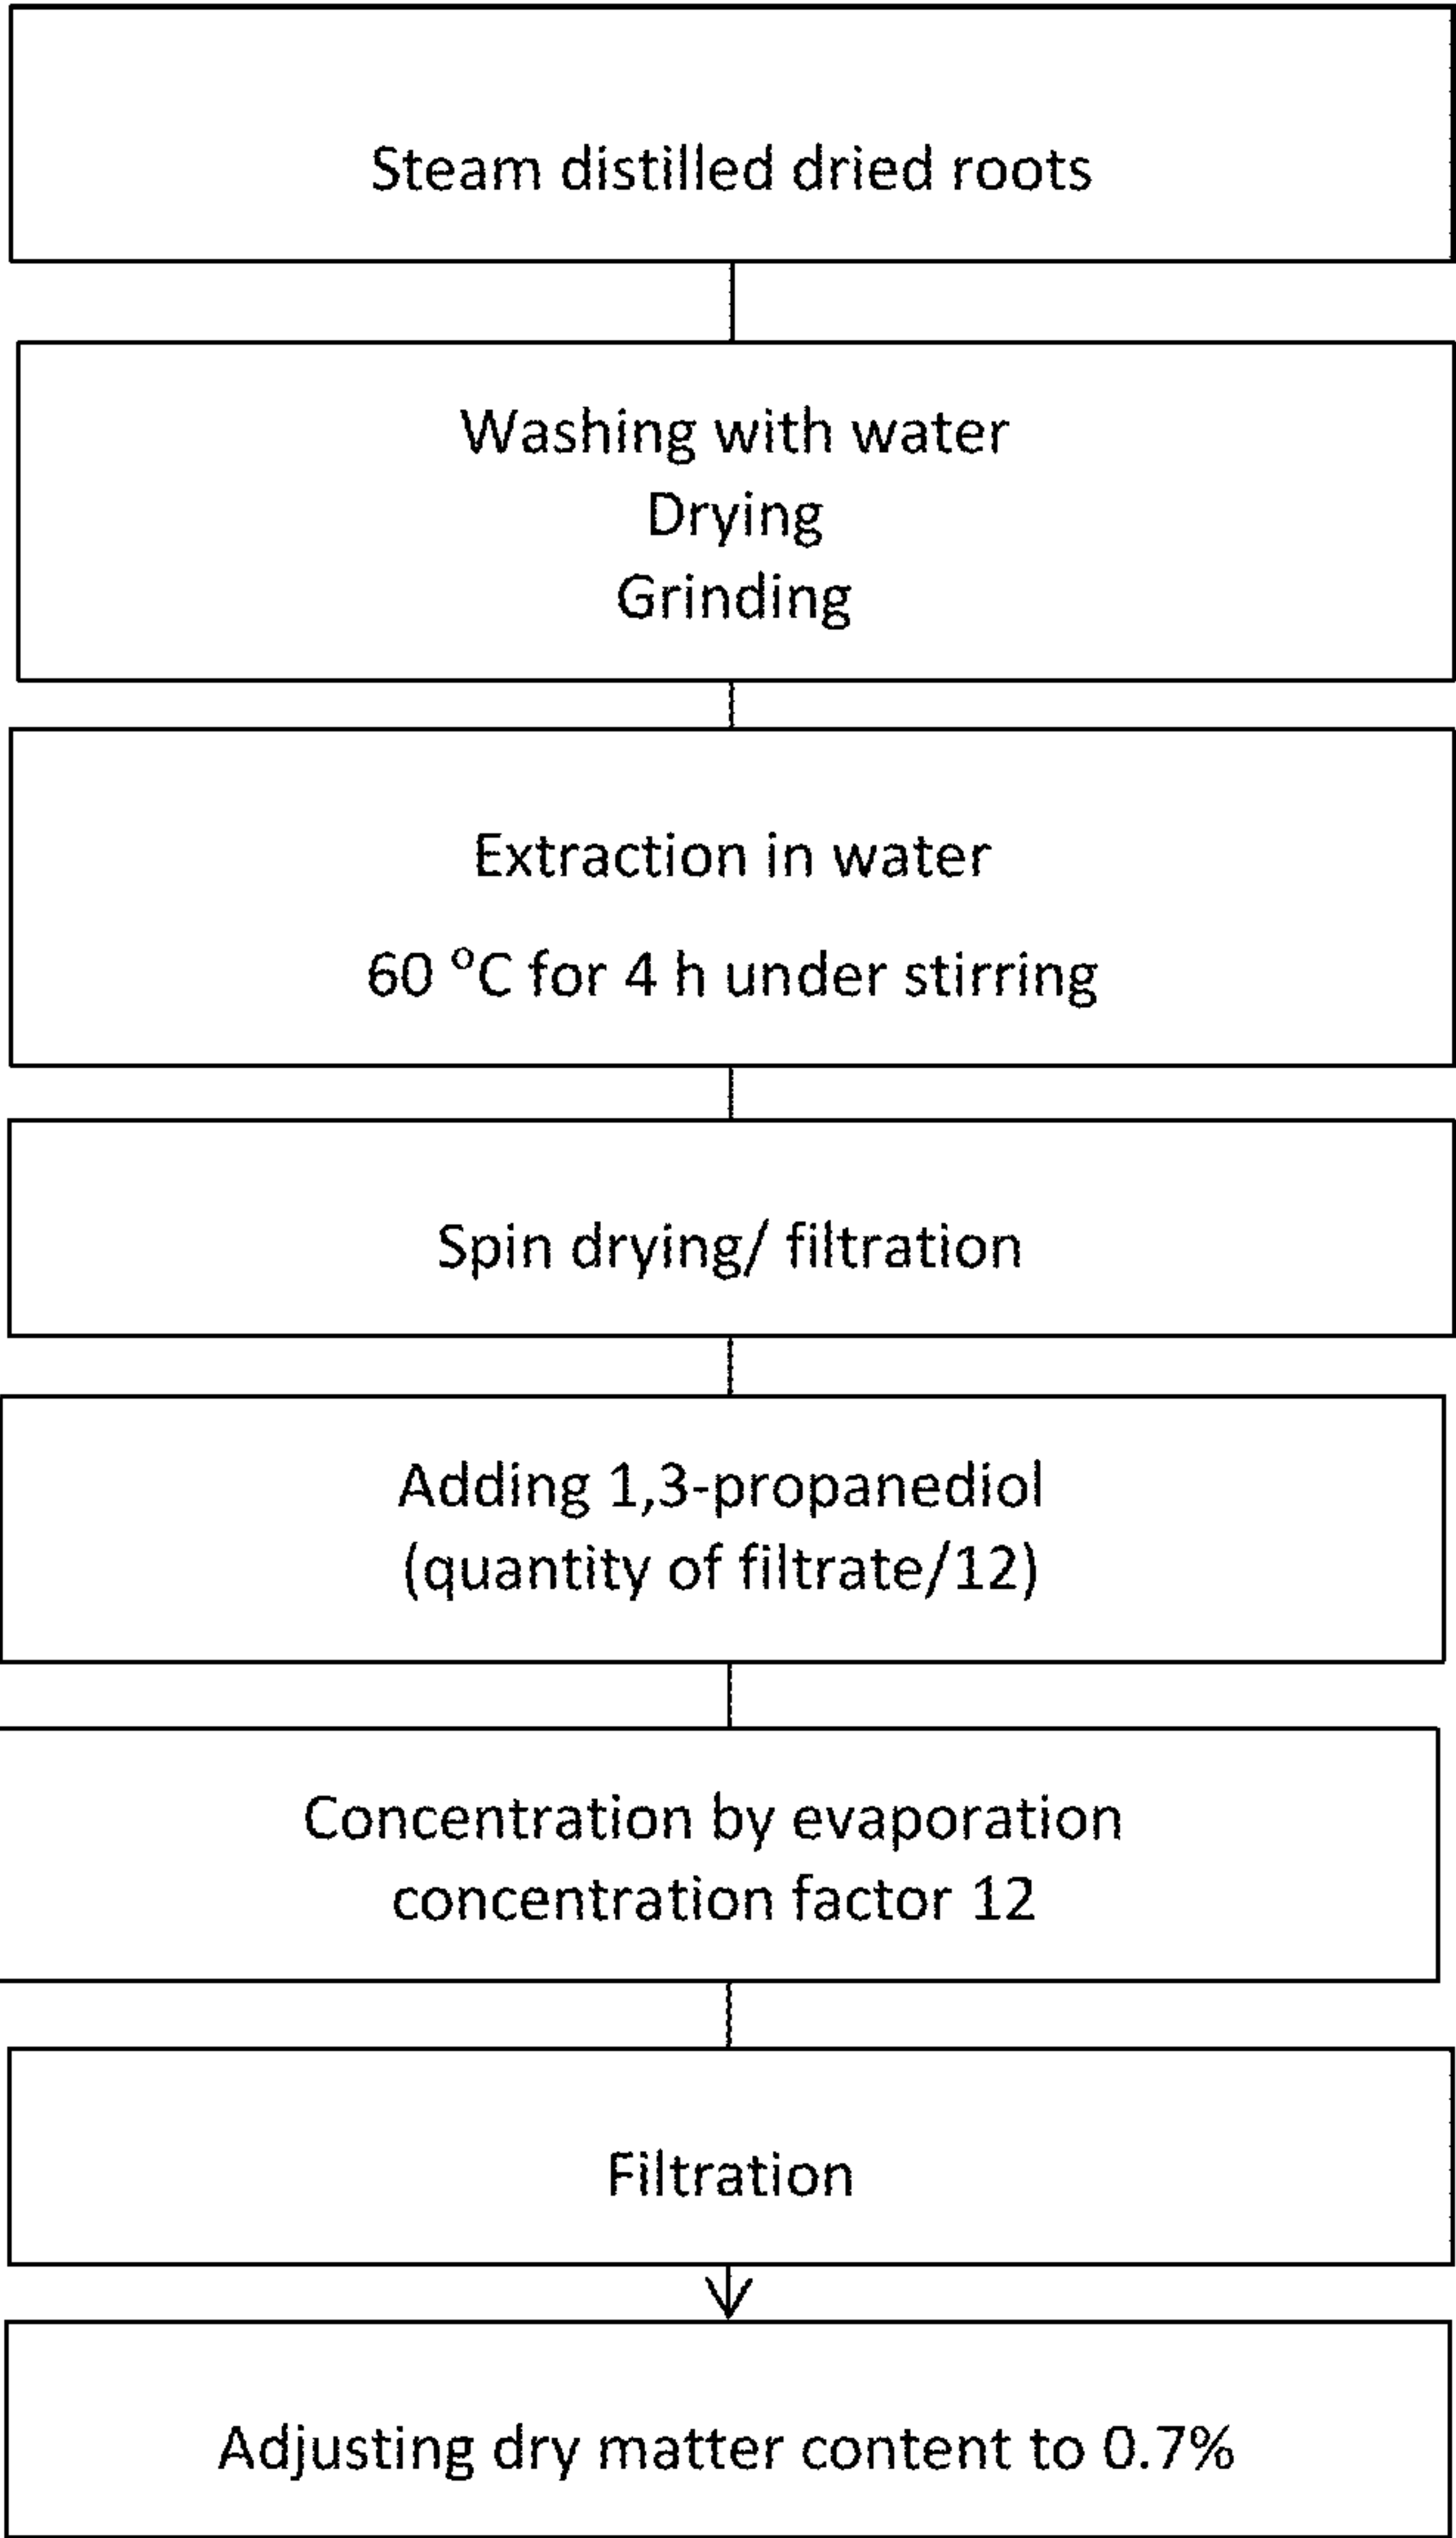 Steam distilled dried roots
Washing with water
Drying
Grinding
Extraction in water
60 °C for 4 h under stirring
Spin drying/ filtration
Adding 1,3-propanediol
(quantity of filtrate/12)
Concentration by evaporation
concentration factor 12
Filtration
Adjusting dry matter content to 0.7%